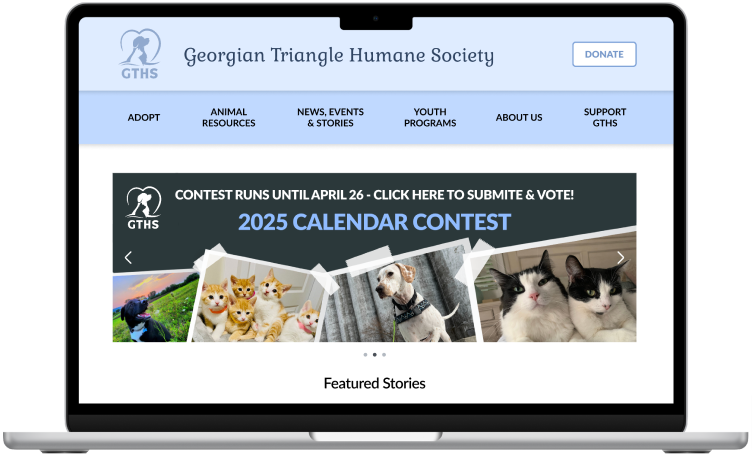 GTHS
Georgian Triangle Humane Society
DONATE
ADOPT
ANIMAL
RESOURCES
NEWS, EVENTS
& STORIES
YOUTH
PROGRAMS
ABOUT US
SUPPORT
GTHS
GTHS
CONTEST RUNS UNTIL APRIL 26 - CLICK HERE TO SUBMITE & VOTE!
2025 CALENDAR CONTEST
Featured Stories